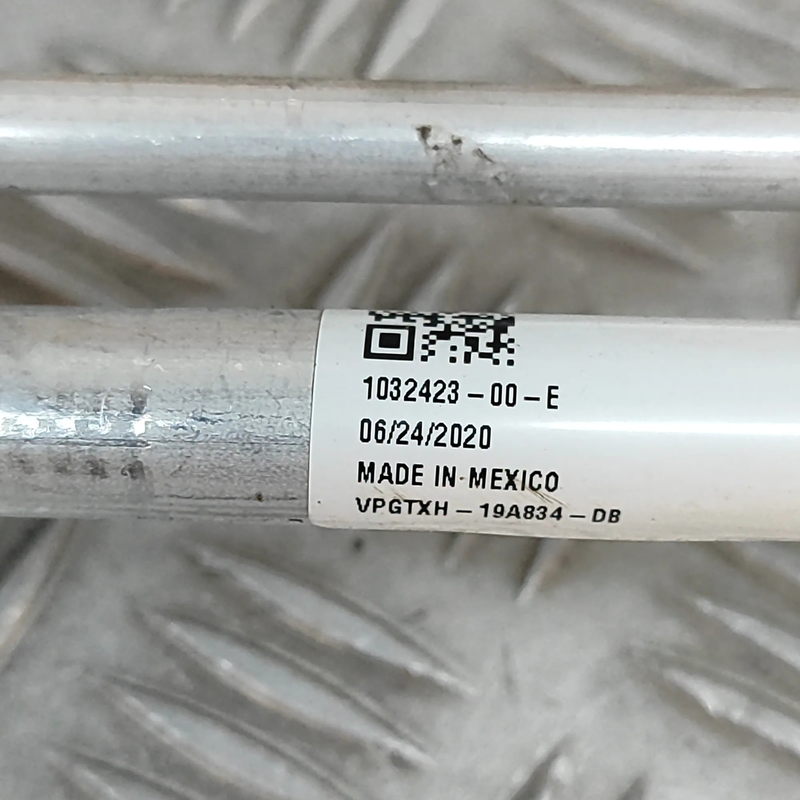 1032423-00-E
06/24/2020
MADE IN MEXICO
VPGTXH-19A834-DB